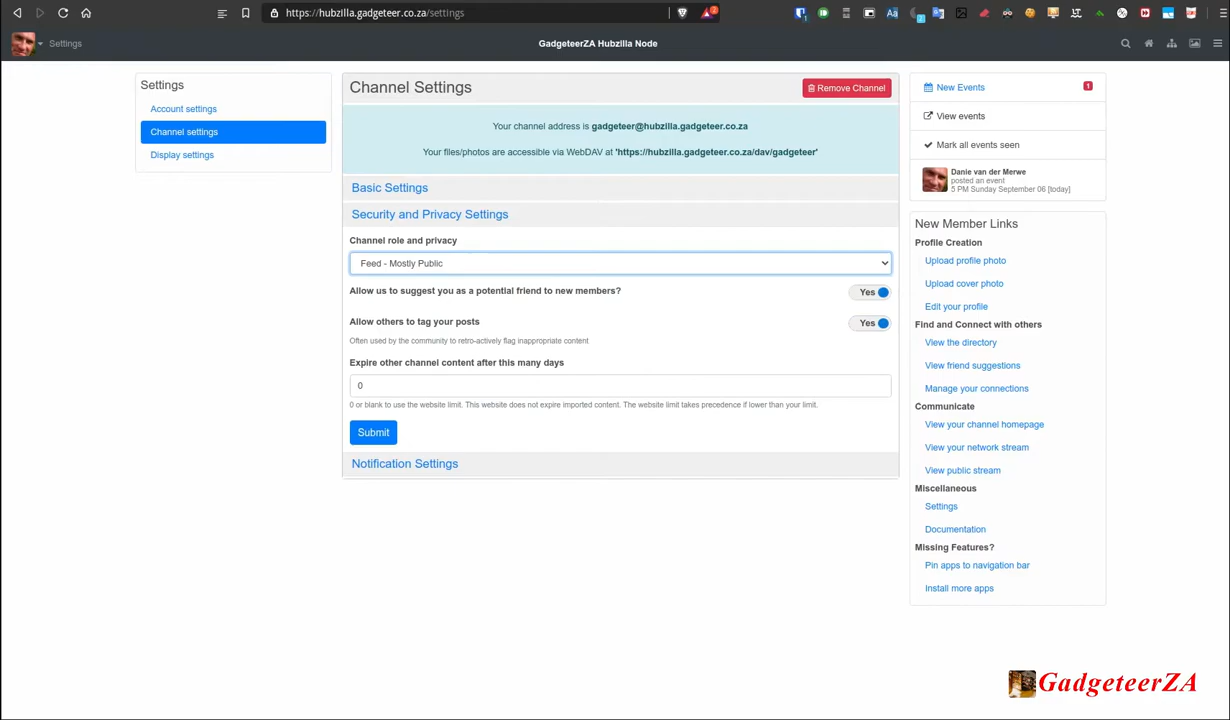 https://hubzilla.gadgeteer.co.za/settings
2
2
Settings
GadgeteerZA Hubzilla Node
Settings
Account settings
Channel settings
Display settings
Channel Settings
Remove Channel
Your channel address is gadgeteer@hubzilla.gadgeteer.co.za
Your files/photos are accessible via WebDAV at 'https://hubzilla.gadgeteer.co.za/dav/gadgeteer'
Basic Settings
Security and Privacy Settings
Channel role and privacy
Feed - Mostly Public
Allow us to suggest you as a potential friend to new members?
Yes
Allow others to tag your posts
Yes
Often used by the community to retro-actively flag inappropriate content
Expire other channel content after this many days
0
0 or blank to use the website limit. This website does not expire imported content. The website limit takes precedence if lower than your limit.
Submit
Notification Settings
New Events
1
View events
Mark all events seen
Danie van der Merwe
posted an event
5 PM Sunday September 06 [today]
New Member Links
Profile Creation
Upload profile photo
Upload cover photo
Edit your profile
Find and Connect with others
View the directory
View friend suggestions
Manage your connections
Communicate
View your channel homepage
View your network stream
View public stream
Miscellaneous
Settings
Documentation
Missing Features?
Pin apps to navigation bar
Install more apps
GadgeteerZA